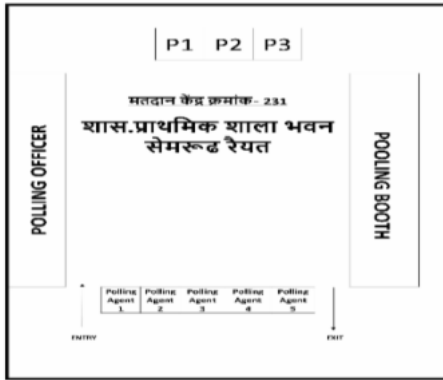 P1 P2 P3
मतदान केंद्र क्रमांक- 231
शास.प्राथमिक शाला भवन
सेमरूढ रैयत
POLLING OFFICER
POOLING BOOTH
Polling Agent 1
Polling Agent 2
Polling Agent 3
Polling Agent 4
Polling Agent 5
ENTRY
EXIT